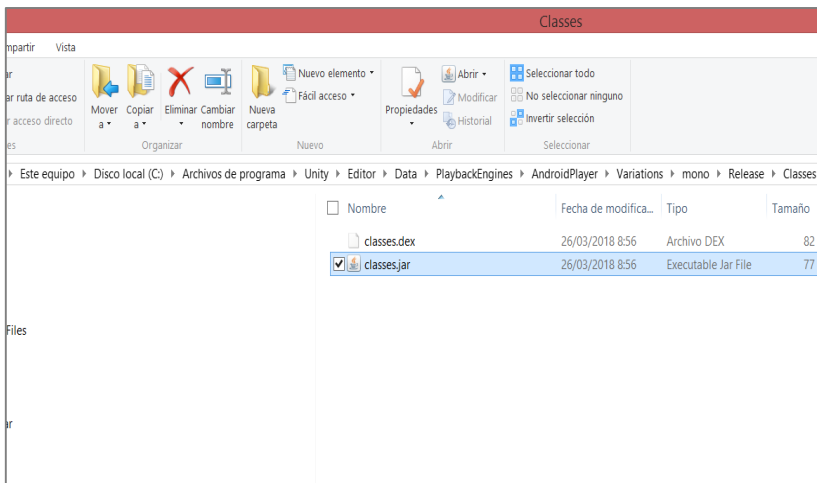 Classes
mpartir Vista
ar
ar ruta de acceso
r acceso directo
es
Mover a
Copiar a
Eliminar
Cambiar nombre
Organizar
Nueva carpeta
Nuevo elemento
Fácil acceso
Nuevo
Propiedades
Abrir
Modificar
Historial
Abrir
Seleccionar todo
No seleccionar ninguno
Invertir selección
Seleccionar
Este equipo Disco local (C:) Archivos de programa Unity Editor Data PlaybackEngines AndroidPlayer Variations mono Release Classes
Nombre Fecha de modifica... Tipo Tamaño
classes.dex 26/03/2018 8:56 Archivo DEX 82
classes.jar 26/03/2018 8:56 Executable Jar File 77
Files
ar